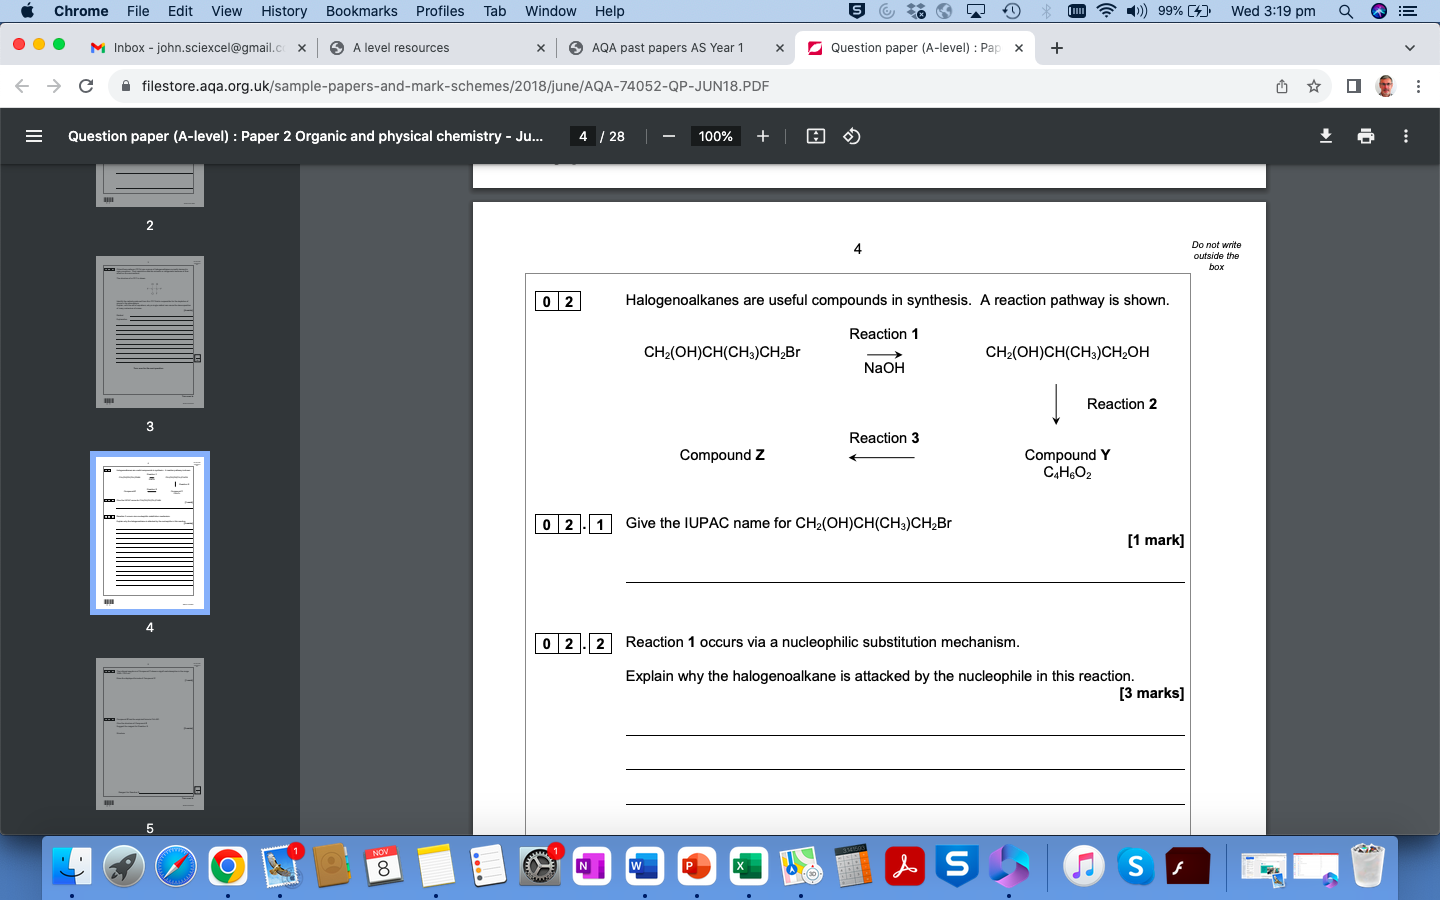 Chrome File Edit View History Bookmarks Profiles Tab Window Help 99% Wed 3:19 pm
Inbox - john.sciexcel@gmail.c A level resources AQA past papers AS Year 1 Question paper (A-level) : Pap
filestore.aqa.org.uk/sample-papers-and-mark-schemes/2018/june/AQA-74052-QP-JUN18.PDF
Question paper (A-level) : Paper 2 Organic and physical chemistry - Ju... 4 / 28 100%
2
3
4
5
4
Do not write
outside the
box
0 2 Halogenoalkanes are useful compounds in synthesis. A reaction pathway is shown.
Reaction 1
CH₂(OH)CH(CH₃)CH₂Br → CH₂(OH)CH(CH₃)CH₂OH
NaOH
Reaction 2
Reaction 3
Compound Z Compound Y
C₄H₆O₂
0 2 . 1 Give the IUPAC name for CH₂(OH)CH(CH₃)CH₂Br
[1 mark]
0 2 . 2 Reaction 1 occurs via a nucleophilic substitution mechanism.
Explain why the halogenoalkane is attacked by the nucleophile in this reaction.
[3 marks]
1
NOV
8
1
N
W
P
X
3D
S
S
f